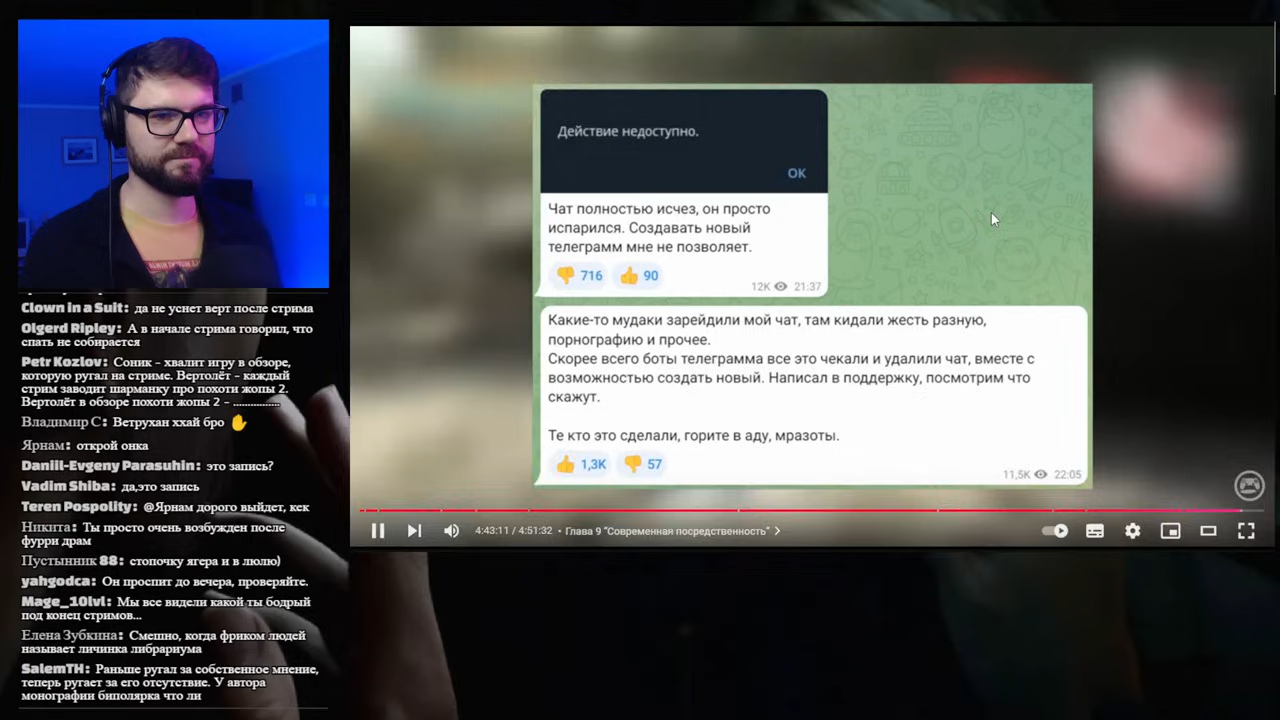 Clown in a Suit: да не уснет верт после стрима
Olgerd Ripley: А в начале стрима говорил, что
спать не собирается
Petr Kozlov: Соник - хвалит игру в обзоре,
которую ругал на стриме. Вертолёт - каждый
стрим заводит шарманку про похоти жопы 2.
Вертолёт в обзоре похоти жопы 2 - ................
Владимир С: Ветрухан ххай бро ✋
Ярнам: открой онка
Daniil-Evgeny Parasuhin: это запись?
Vadim Shiba: да,это запись
Teren Pospolity: @Ярнам дорого выйдет, кек
Никита: Ты просто очень возбужден после
фурри драм
Пустынник 88: стопочку ягера и в люлю)
yahgodca: Он проспит до вечера, проверяйте.
Mage_10lvl: Мы все видели какой ты бодрый
под конец стримов...
Елена Зубкина: Смешно, когда фриком людей
называет личинка либрариума
SalemTH: Раньше ругал за собственное мнение,
теперь ругает за его отсутствие. У автора
монографии биполярка что ли
Действие недоступно.
ОК
Чат полностью исчез, он просто
испарился. Создавать новый
телеграмм мне не позволяет.
👎 716 👍 90
12K 21:37
Какие-то мудаки зарейдили мой чат, там кидали жесть разную,
порнографию и прочее.
Скорее всего боты телеграмма все это чекали и удалили чат, вместе с
возможностью создать новый. Написал в поддержку, посмотрим что
скажут.
Те кто это сделали, горите в аду, мразоты.
👍 1,3K 👎 57
11,5K 22:05
4:43:11 / 4:51:32 • Глава 9 "Современная посредственность"